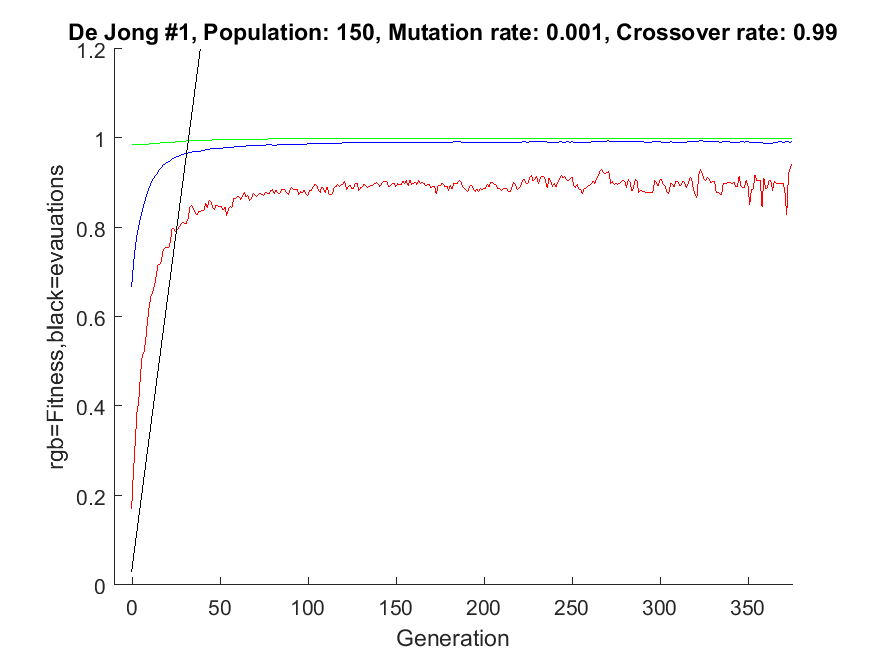 De Jong #1, Population: 150, Mutation rate: 0.001, Crossover rate: 0.99
1.2
1
0.8
0.6
0.4
0.2
0
rgb=Fitness,black=evauations
0 50 100 150 200 250 300 350
Generation